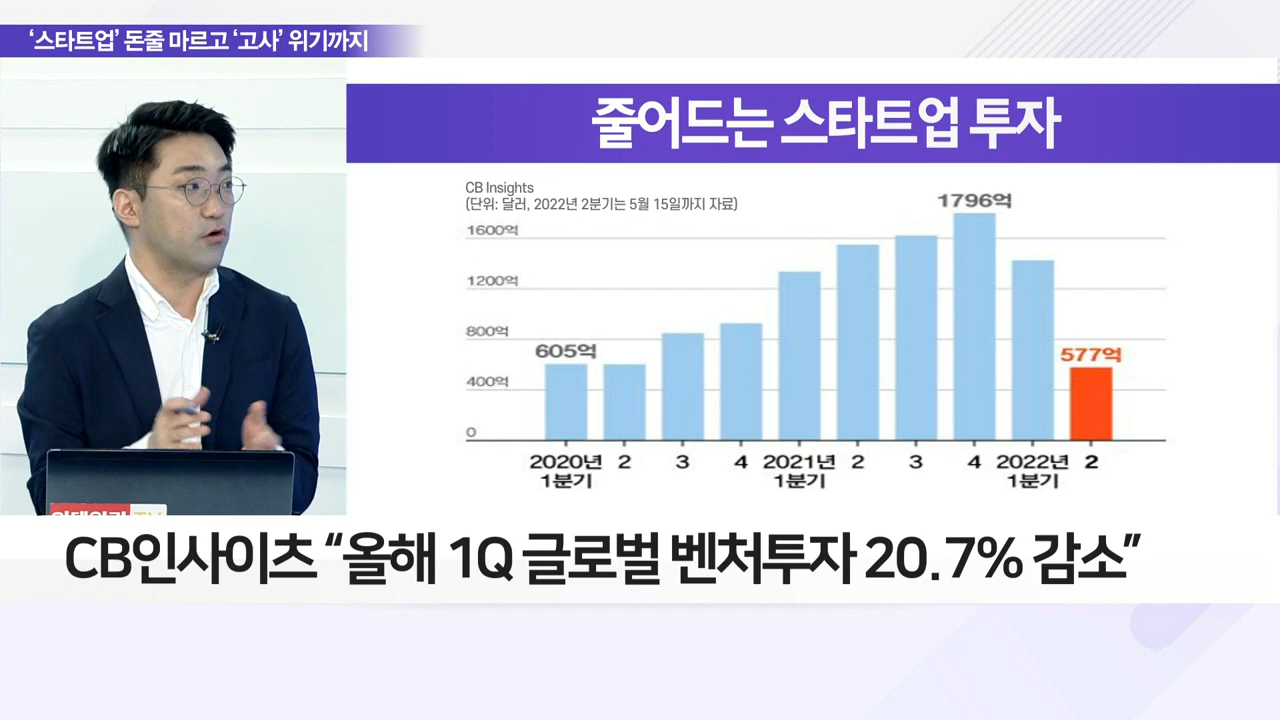 ‘스타트업’ 돈줄 마르고 ‘고사’ 위기까지
줄어드는 스타트업 투자
CB Insights
(단위: 달러, 2022년 2분기는 5월 15일까지 자료)
1796억
1600억
1200억
800억
605억
577억
400억
0
2020년 2 3 4 2021년 2 3 4 2022년 2
1분기 1분기 1분기
CB인사이츠 “올해 1Q 글로벌 벤처투자 20.7% 감소”